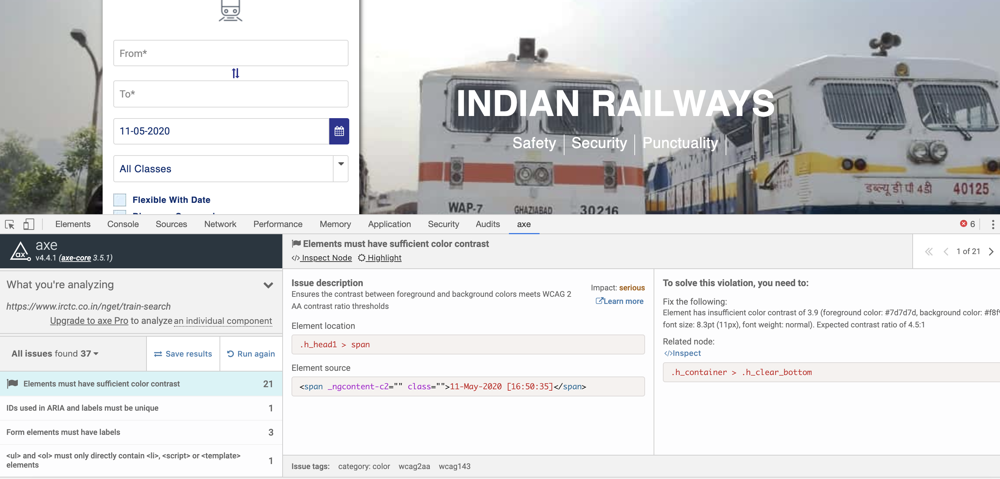 From*
To*
11-05-2020
All Classes
Flexible With Date
INDIAN RAILWAYS
Safety Security Punctuality
WAP-7 GHAZIABAD 30216
डब्ल्यू डी पी 4डी 40125
Elements Console Sources Network Performance Memory Application Security Audits axe 6
axe
v4.4.1 (axe-core 3.5.1)
What you're analyzing
https://www.irctc.co.in/nget/train-search
Upgrade to axe Pro to analyze an individual component
All issues found 37 Save results Run again
Elements must have sufficient color contrast 21
IDs used in ARIA and labels must be unique 1
Form elements must have labels 3
<ul> and <ol> must only directly contain <li>, <script> or <template>
elements 1
Elements must have sufficient color contrast
</> Inspect Node Highlight
1 of 21
Issue description
Ensures the contrast between foreground and background colors meets WCAG 2
AA contrast ratio thresholds
Impact: serious
Learn more
Element location
.h_head1 > span
Element source
<span _ngcontent-c2="" class="">11-May-2020 [16:50:35]</span>
To solve this violation, you need to:
Fix the following:
Element has insufficient color contrast of 3.9 (foreground color: #7d7d7d, background color: #f8f
font size: 8.3pt (11px), font weight: normal). Expected contrast ratio of 4.5:1
Related node:
</>Inspect
.h_container > .h_clear_bottom
Issue tags: category: color wcag2aa wcag143